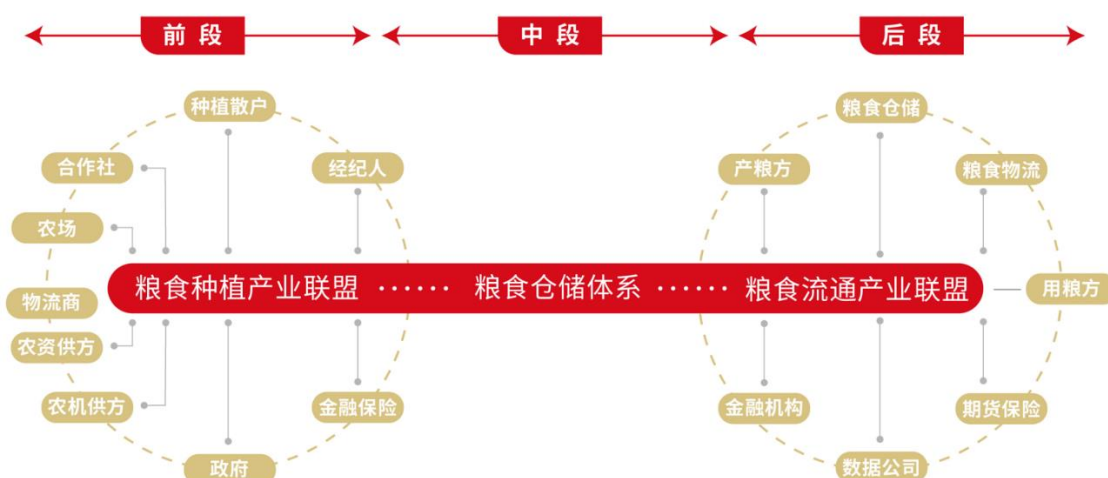 前段
中段
后段
种植散户
粮食仓储
合作社
经纪人
产粮方
粮食物流
农场
粮食种植产业联盟 ······ 粮食仓储体系 ······ 粮食流通产业联盟
用粮方
物流商
农资供方
农机供方
金融保险
金融机构
期货保险
政府
数据公司